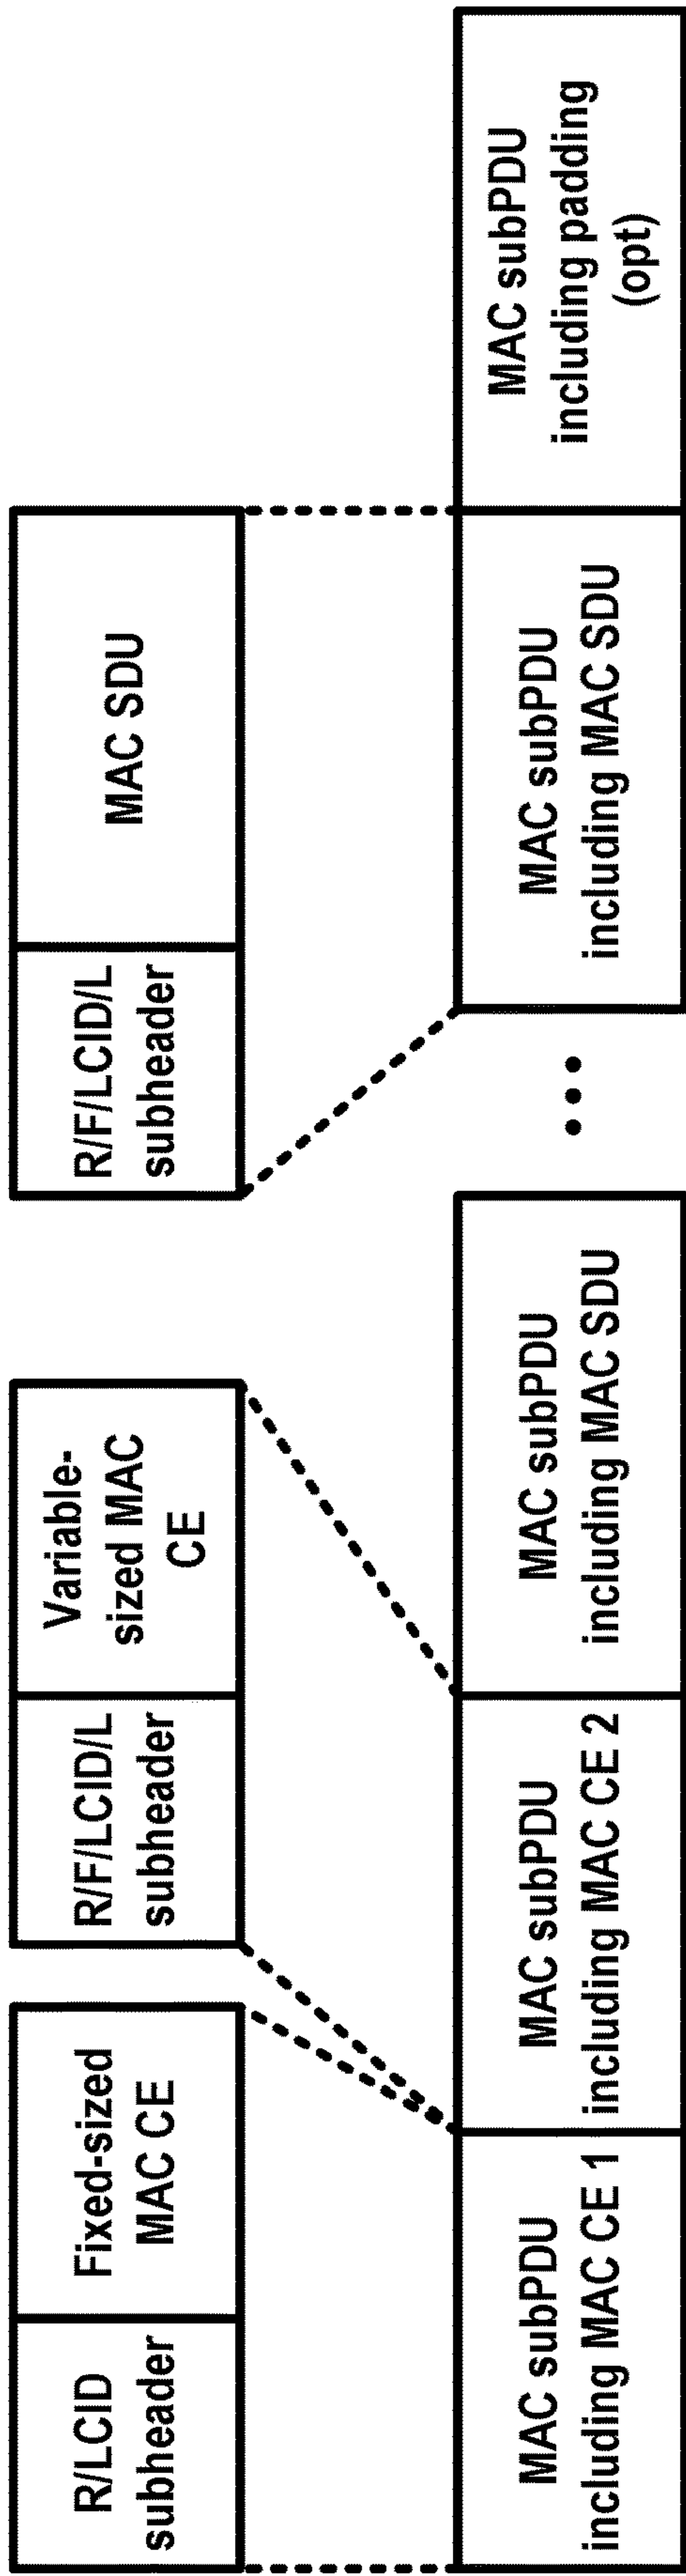 R/LCID
subheader
Fixed-sized
MAC CE
R/F/LCID/L
subheader
Variable-
sized MAC
CE
R/F/LCID/L
subheader
MAC SDU
MAC subPDU
including MAC CE 1
MAC subPDU
including MAC CE 2
MAC subPDU
including MAC SDU
•••
MAC subPDU
including MAC SDU
MAC subPDU
including padding
(opt)